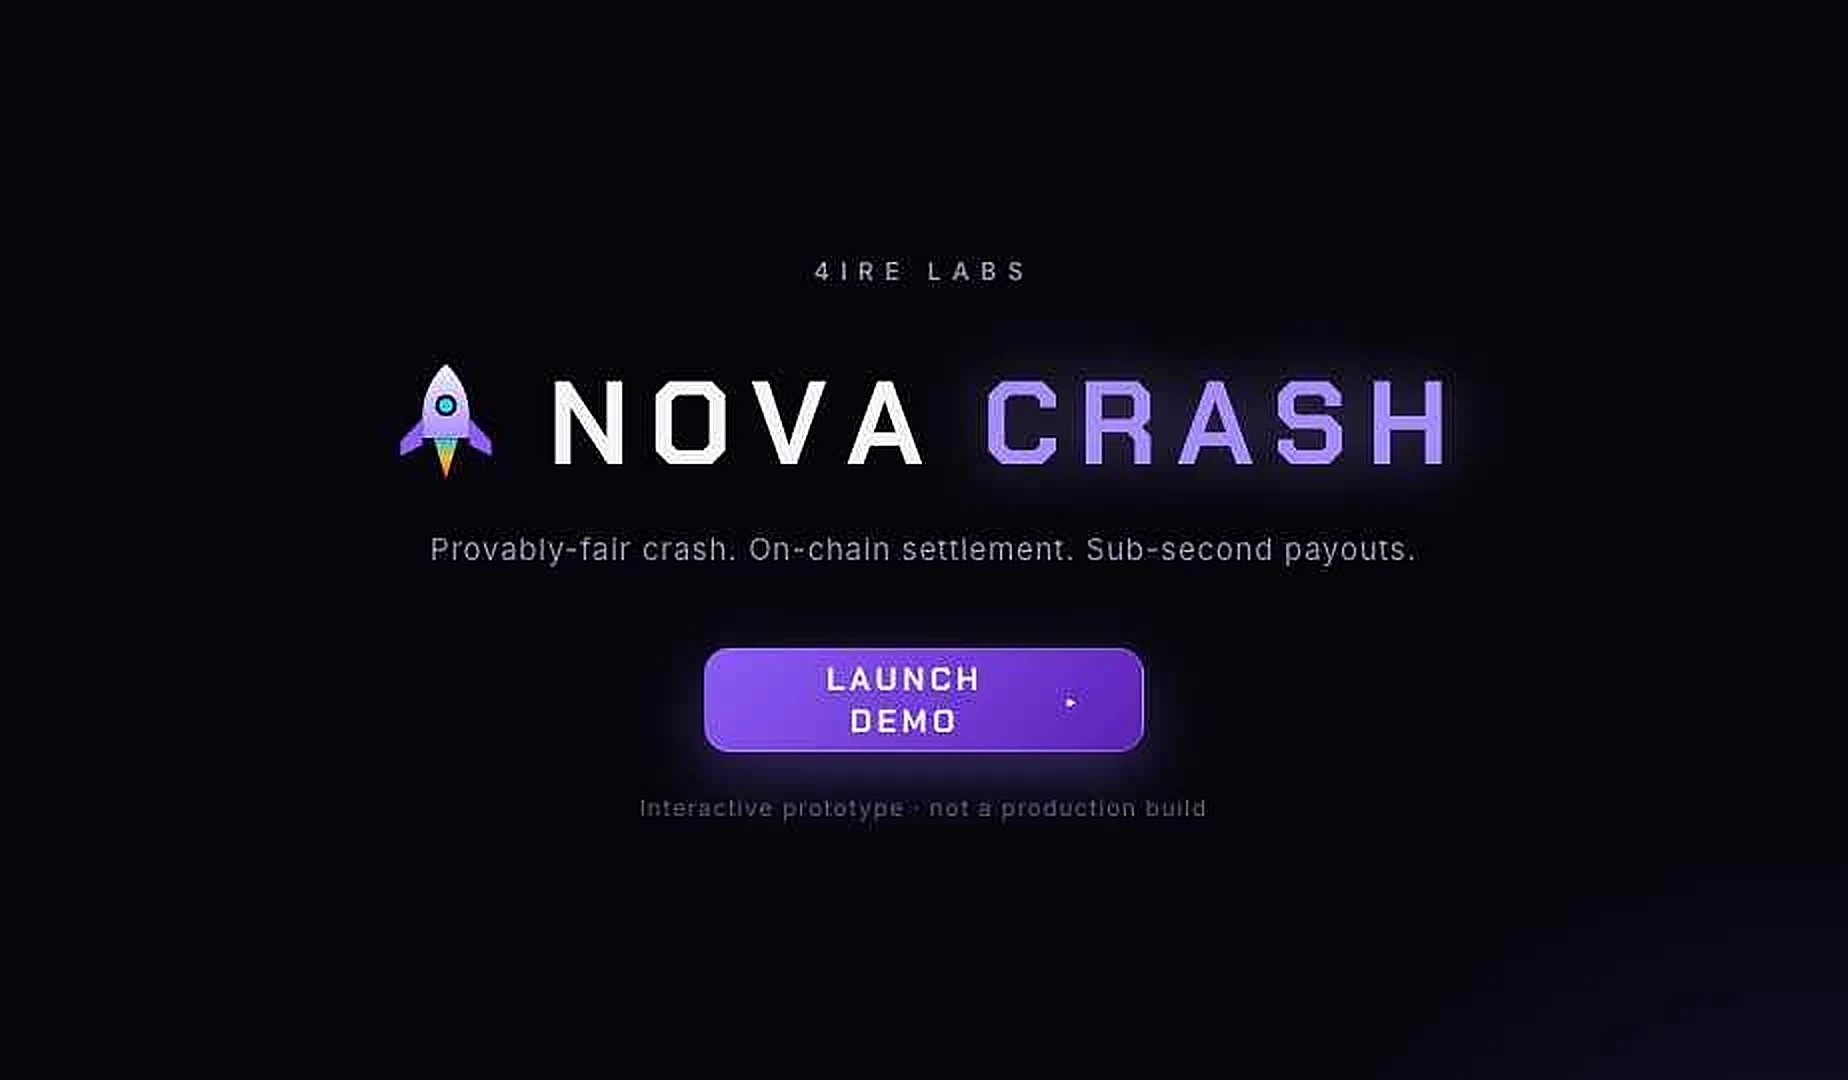 4IRE LABS
NOVA CRASH
Provably-fair crash. On-chain settlement. Sub-second payouts.
LAUNCH
DEMO
Interactive prototype · not a production build